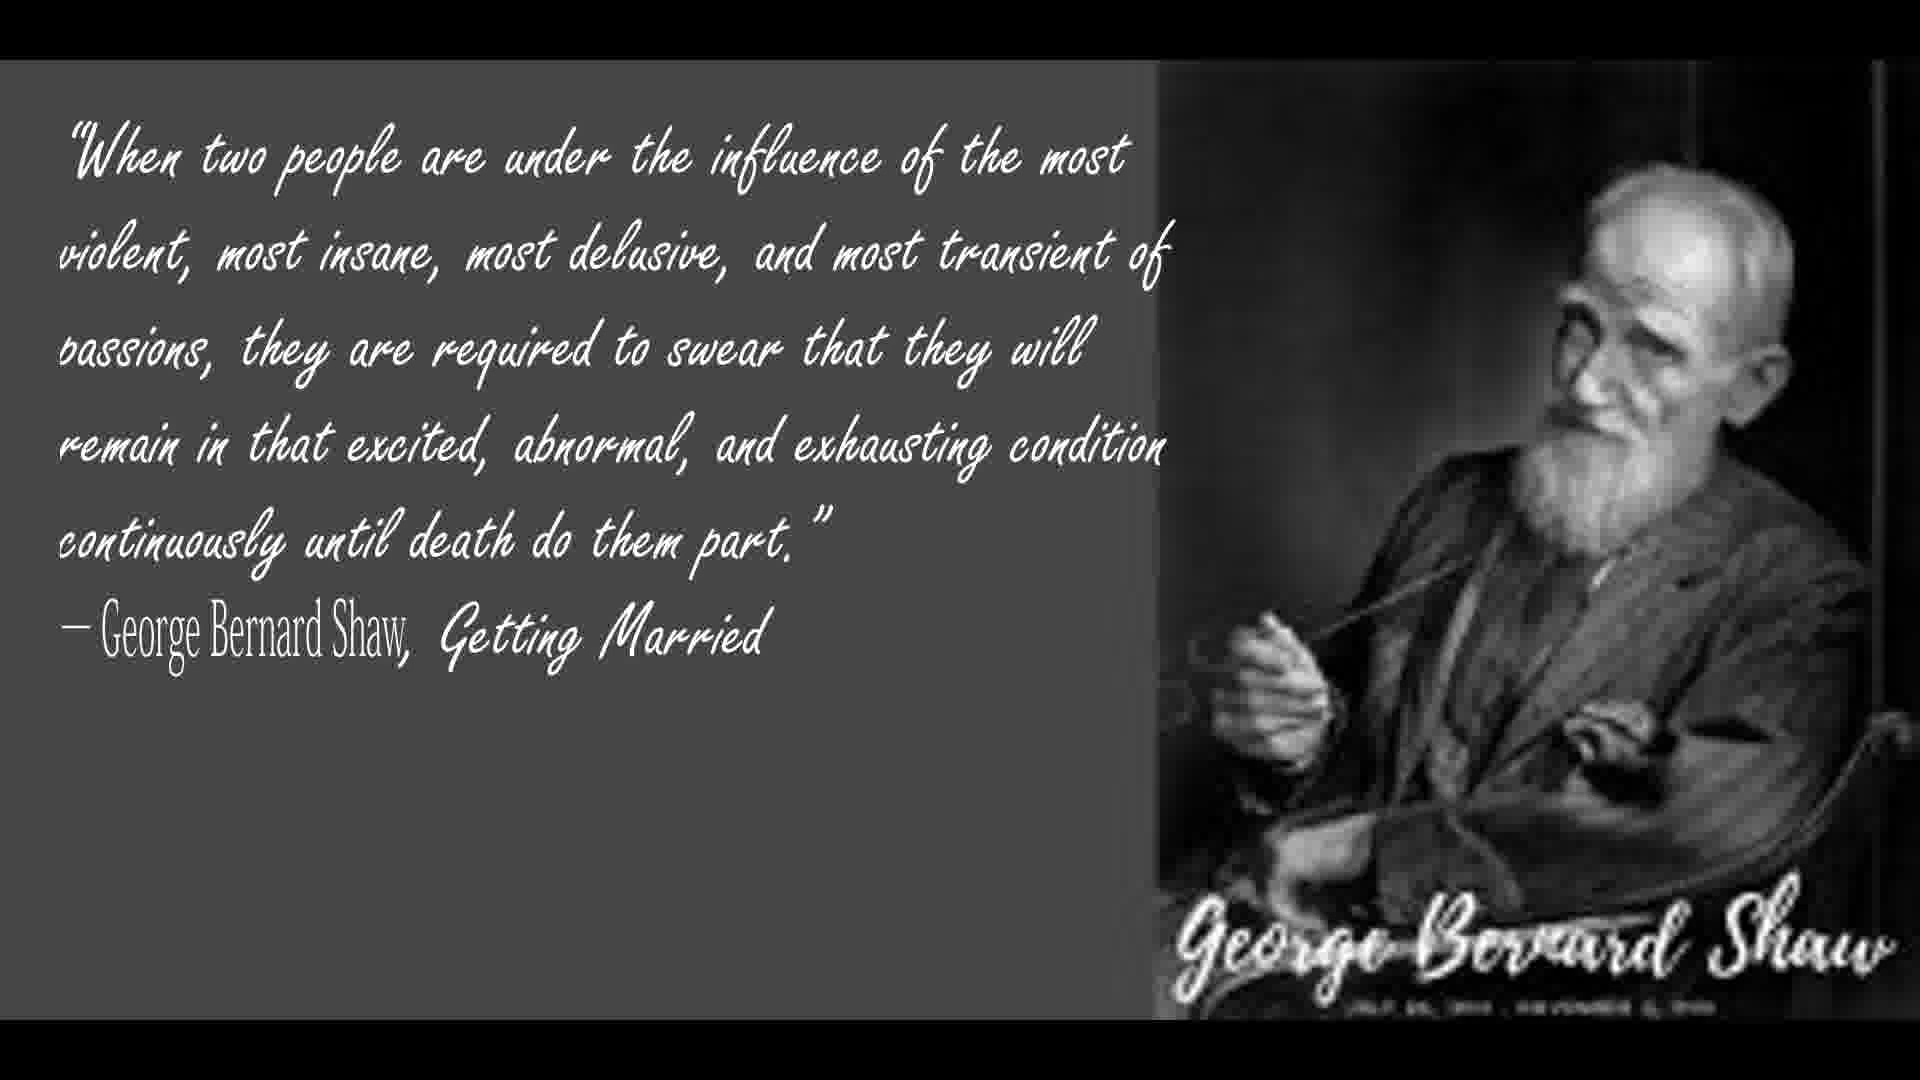 “When two people are under the influence of the most
violent, most insane, most delusive, and most transient of
passions, they are required to swear that they will
remain in that excited, abnormal, and exhausting condition
continuously until death do them part.”
― George Bernard Shaw, Getting Married
George Bernard Shaw